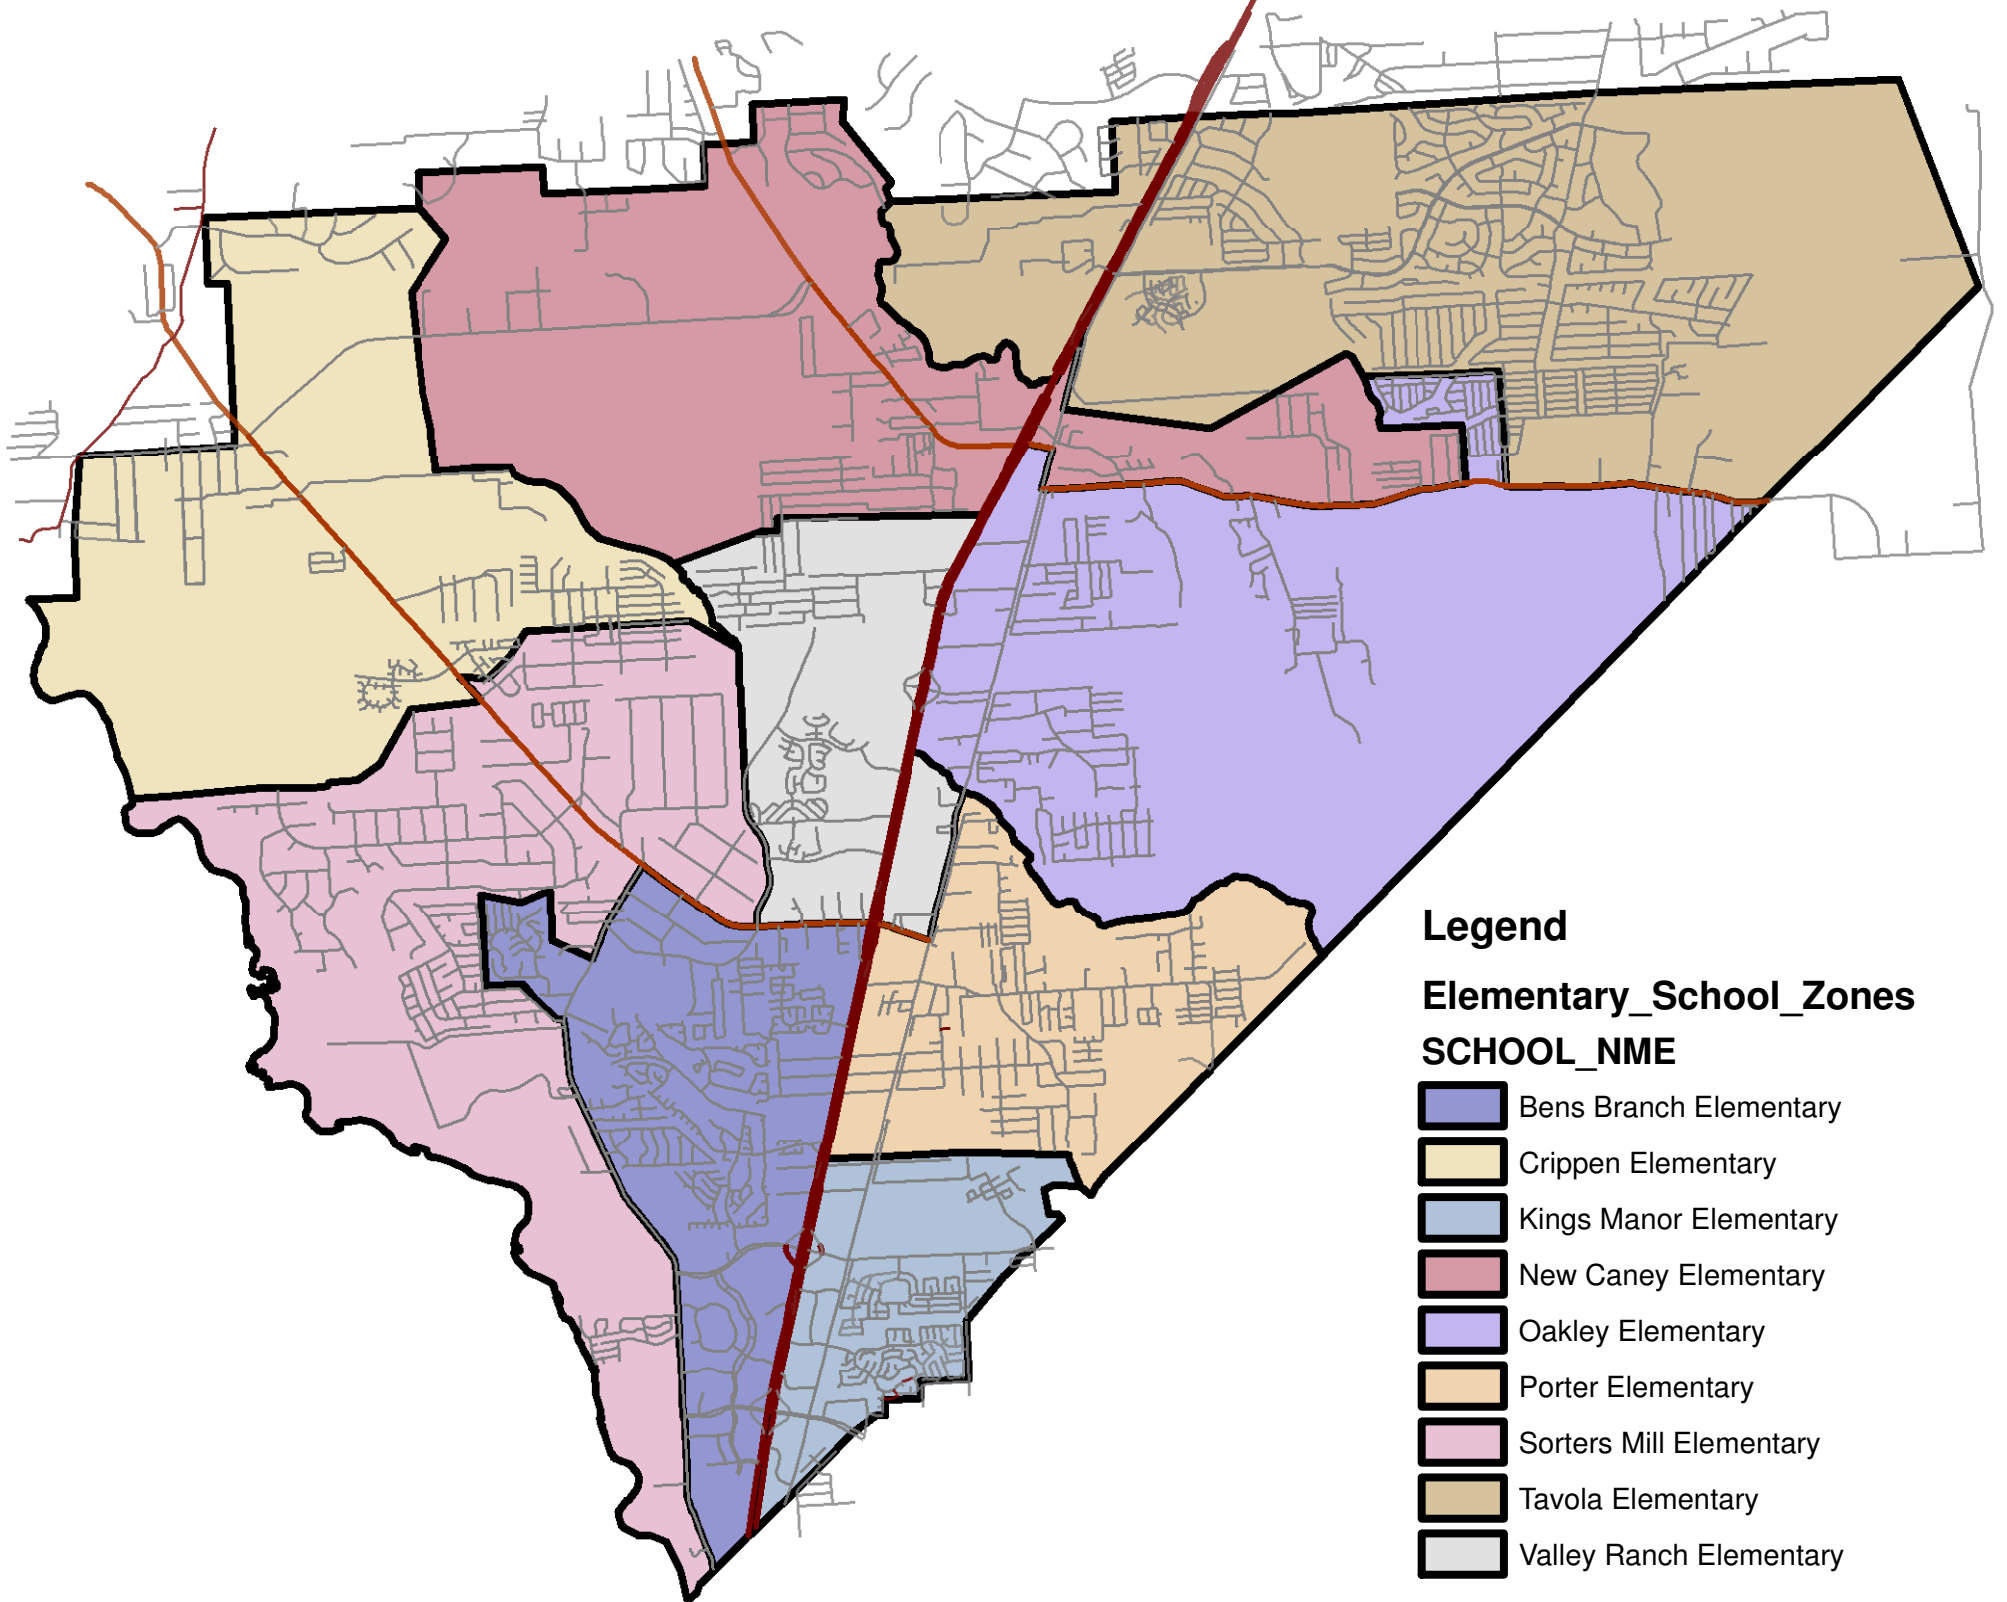 Legend
Elementary_School_Zones
SCHOOL_NME
Bens Branch Elementary
Crippen Elementary
Kings Manor Elementary
New Caney Elementary
Oakley Elementary
Porter Elementary
Sorters Mill Elementary
Tavola Elementary
Valley Ranch Elementary